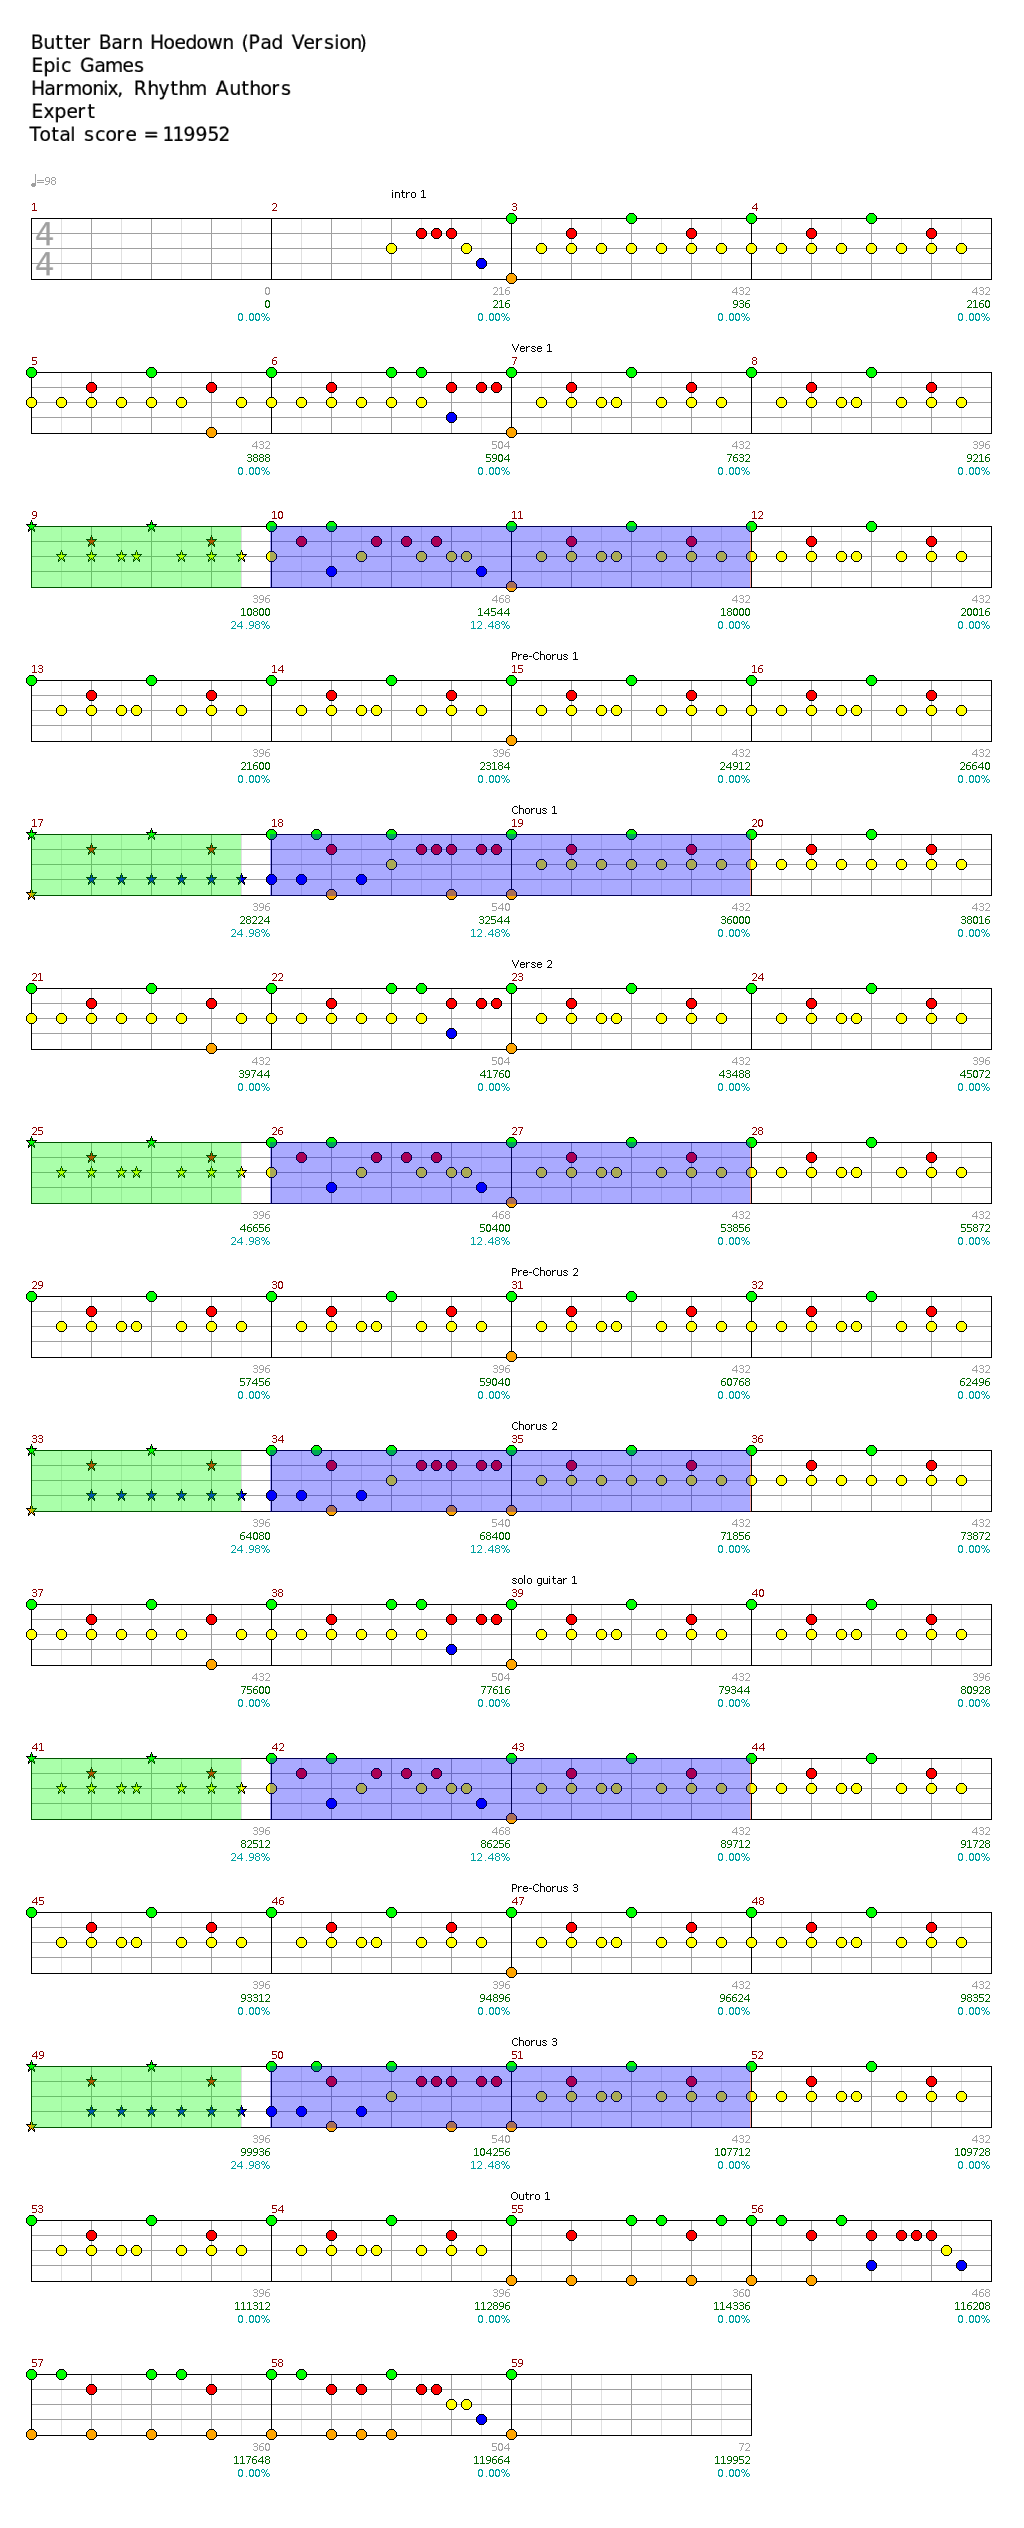 Butter Barn Hoedown (Pad Version)
Epic Games
Harmonix, Rhythm Authors
Expert
Total score = 119952
♩=98
intro 1
1 2 3 4
4
4
0 216 432 432
0 216 936 2160
0.00% 0.00% 0.00% 0.00%
Verse 1
5 6 7 8
432 504 432 396
3888 5904 7632 9216
0.00% 0.00% 0.00% 0.00%
9 10 11 12
396 468 432 432
10800 14544 18000 20016
24.98% 12.48% 0.00% 0.00%
Pre-Chorus 1
13 14 15 16
396 396 432 432
21600 23184 24912 26640
0.00% 0.00% 0.00% 0.00%
Chorus 1
17 18 19 20
396 540 432 432
28224 32544 36000 38016
24.98% 12.48% 0.00% 0.00%
Verse 2
21 22 23 24
432 504 432 396
39744 41760 43488 45072
0.00% 0.00% 0.00% 0.00%
25 26 27 28
396 468 432 432
46656 50400 53856 55872
24.98% 12.48% 0.00% 0.00%
Pre-Chorus 2
29 30 31 32
396 396 432 432
57456 59040 60768 62496
0.00% 0.00% 0.00% 0.00%
Chorus 2
33 34 35 36
396 540 432 432
64080 68400 71856 73872
24.98% 12.48% 0.00% 0.00%
solo guitar 1
37 38 39 40
432 504 432 396
75600 77616 79344 80928
0.00% 0.00% 0.00% 0.00%
41 42 43 44
396 468 432 432
82512 86256 89712 91728
24.98% 12.48% 0.00% 0.00%
Pre-Chorus 3
45 46 47 48
396 396 432 432
93312 94896 96624 98352
0.00% 0.00% 0.00% 0.00%
Chorus 3
49 50 51 52
396 540 432 432
99936 104256 107712 109728
24.98% 12.48% 0.00% 0.00%
Outro 1
53 54 55 56
396 396 360 468
111312 112896 114336 116208
0.00% 0.00% 0.00% 0.00%
57 58 59
360 504 72
117648 119664 119952
0.00% 0.00% 0.00%